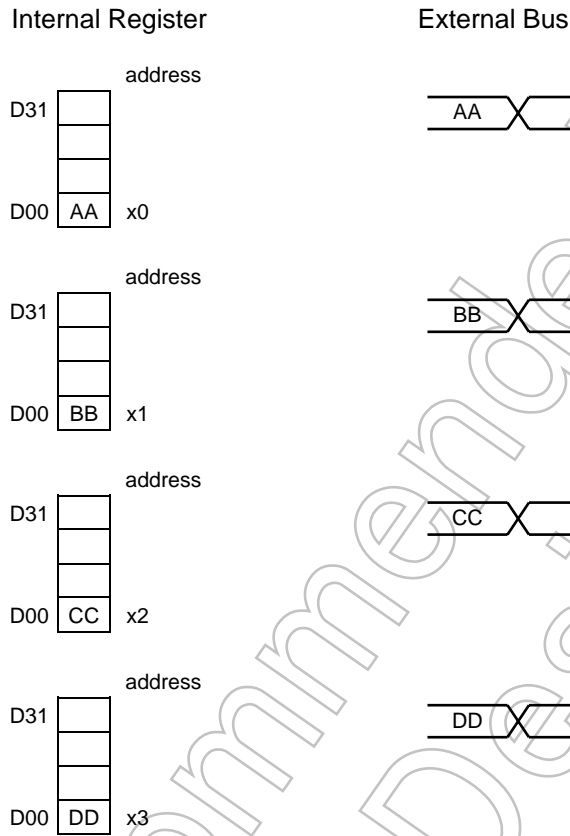 Internal Register External Bus
address
D31
AA
D00 AA x0
address
D31
BB
D00 BB x1
address
D31
CC
D00 CC x2
address
D31
DD
D00 DD x3